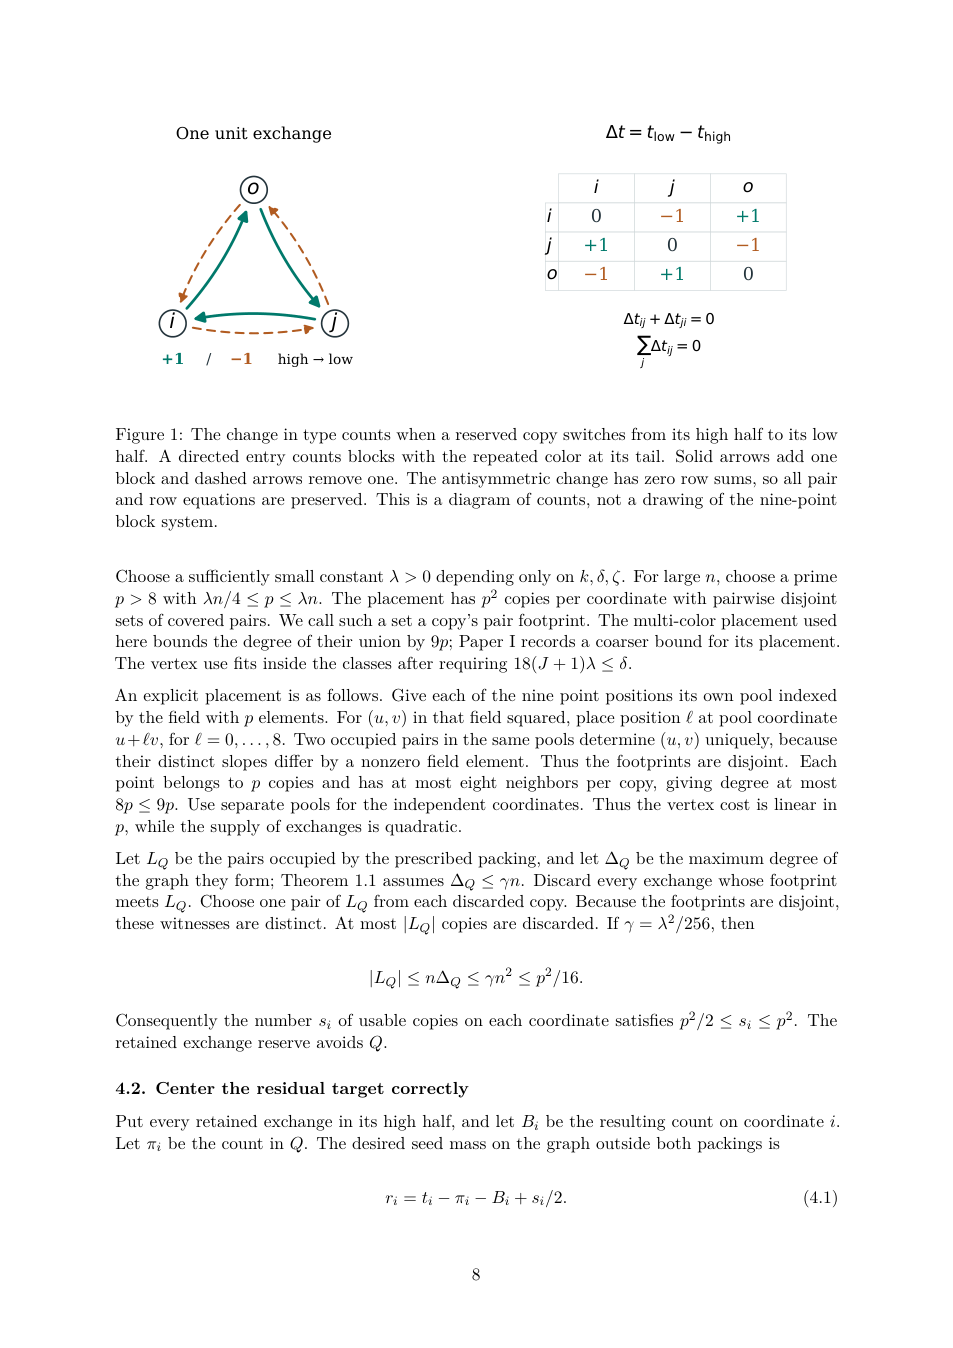 One unit exchange
o
i
j
+1 / −1 high → low
Δt = t_low − t_high
i j o
i 0 −1 +1
j +1 0 −1
o −1 +1 0
Δt_ij + Δt_ji = 0
∑_j Δt_ij = 0
Figure 1: The change in type counts when a reserved copy switches from its high half to its low
half. A directed entry counts blocks with the repeated color at its tail. Solid arrows add one
block and dashed arrows remove one. The antisymmetric change has zero row sums, so all pair
and row equations are preserved. This is a diagram of counts, not a drawing of the nine-point
block system.
Choose a sufficiently small constant λ > 0 depending only on k, δ, ζ. For large n, choose a prime
p > 8 with λn/4 ≤ p ≤ λn. The placement has p² copies per coordinate with pairwise disjoint
sets of covered pairs. We call such a set a copy's pair footprint. The multi-color placement used
here bounds the degree of their union by 9p; Paper I records a coarser bound for its placement.
The vertex use fits inside the classes after requiring 18(J + 1)λ ≤ δ.
An explicit placement is as follows. Give each of the nine point positions its own pool indexed
by the field with p elements. For (u, v) in that field squared, place position ℓ at pool coordinate
u+ℓv, for ℓ = 0, . . . , 8. Two occupied pairs in the same pools determine (u, v) uniquely, because
their distinct slopes differ by a nonzero field element. Thus the footprints are disjoint. Each
point belongs to p copies and has at most eight neighbors per copy, giving degree at most
8p ≤ 9p. Use separate pools for the independent coordinates. Thus the vertex cost is linear in
p, while the supply of exchanges is quadratic.
Let L_Q be the pairs occupied by the prescribed packing, and let Δ_Q be the maximum degree of
the graph they form; Theorem 1.1 assumes Δ_Q ≤ γn. Discard every exchange whose footprint
meets L_Q. Choose one pair of L_Q from each discarded copy. Because the footprints are disjoint,
these witnesses are distinct. At most |L_Q| copies are discarded. If γ = λ²/256, then
|L_Q| ≤ nΔ_Q ≤ γn² ≤ p²/16.
Consequently the number s_i of usable copies on each coordinate satisfies p²/2 ≤ s_i ≤ p². The
retained exchange reserve avoids Q.
4.2. Center the residual target correctly
Put every retained exchange in its high half, and let B_i be the resulting count on coordinate i.
Let π_i be the count in Q. The desired seed mass on the graph outside both packings is
r_i = t_i − π_i − B_i + s_i/2. (4.1)
8